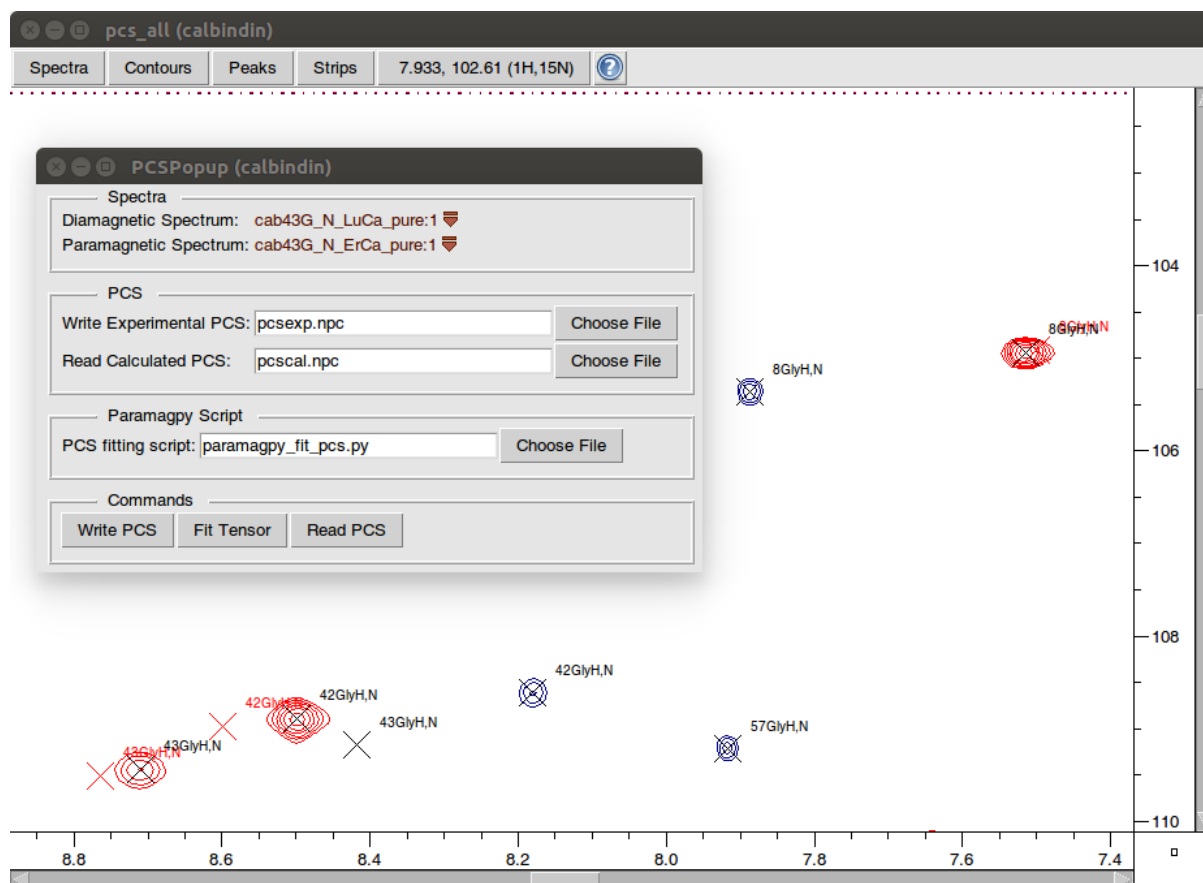 pcs_all (calbindin)
Spectra Contours Peaks Strips 7.933, 102.61 (1H,15N) ?
PCSPopup (calbindin)
Spectra
Diamagnetic Spectrum: cab43G_N_LuCa_pure:1
Paramagnetic Spectrum: cab43G_N_ErCa_pure:1
PCS
Write Experimental PCS: pcsexp.npc Choose File
Read Calculated PCS: pcscal.npc Choose File
Paramagpy Script
PCS fitting script: paramagpy_fit_pcs.py Choose File
Commands
Write PCS Fit Tensor Read PCS
104
8GlyH,N 8GlyH,N
8GlyH,N
106
108
42GlyH,N
42GlyH,N 42GlyH,N
43GlyH,N
57GlyH,N
43GlyH,N 43GlyH,N
110
8.8 8.6 8.4 8.2 8.0 7.8 7.6 7.4